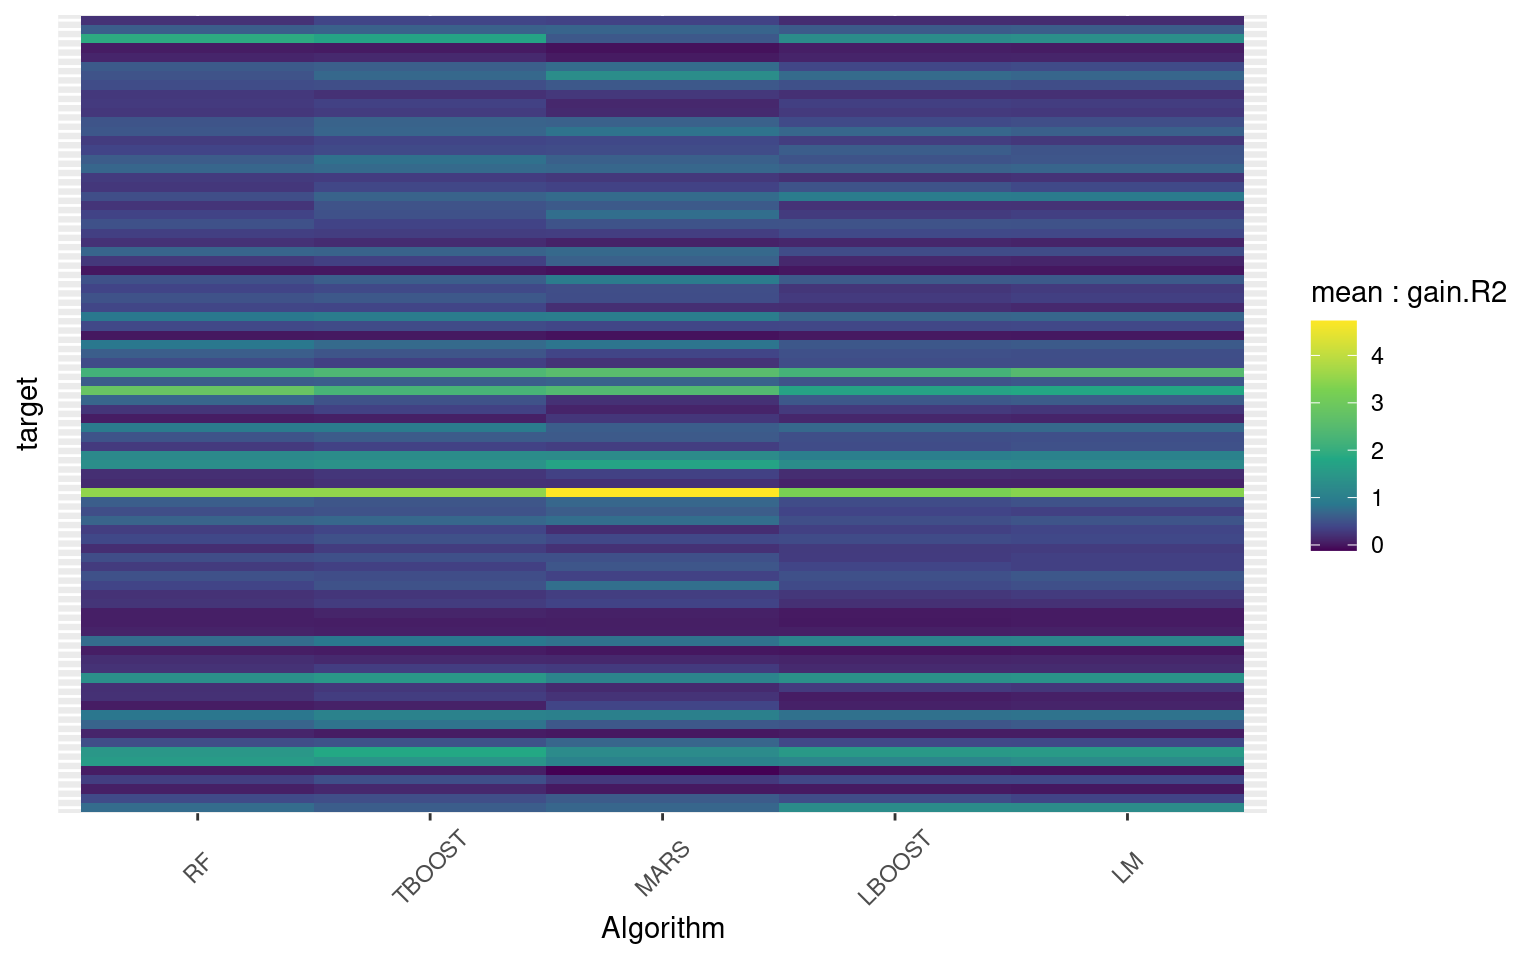 target
mean : gain.R2
4
3
2
1
0
RF
TBOOST
MARS
LBOOST
LM
Algorithm